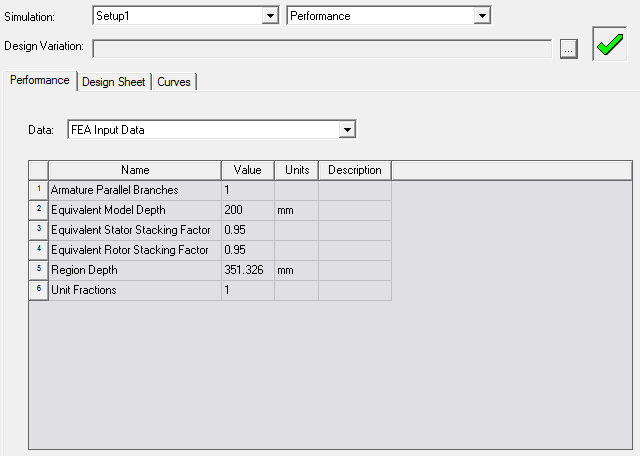 Simulation: Setup1 Performance
Design Variation: ...
Performance Design Sheet Curves
Data: FEA Input Data
Name Value Units Description
1 Armature Parallel Branches 1
2 Equivalent Model Depth 200 mm
3 Equivalent Stator Stacking Factor 0.95
4 Equivalent Rotor Stacking Factor 0.95
5 Region Depth 351.326 mm
6 Unit Fractions 1